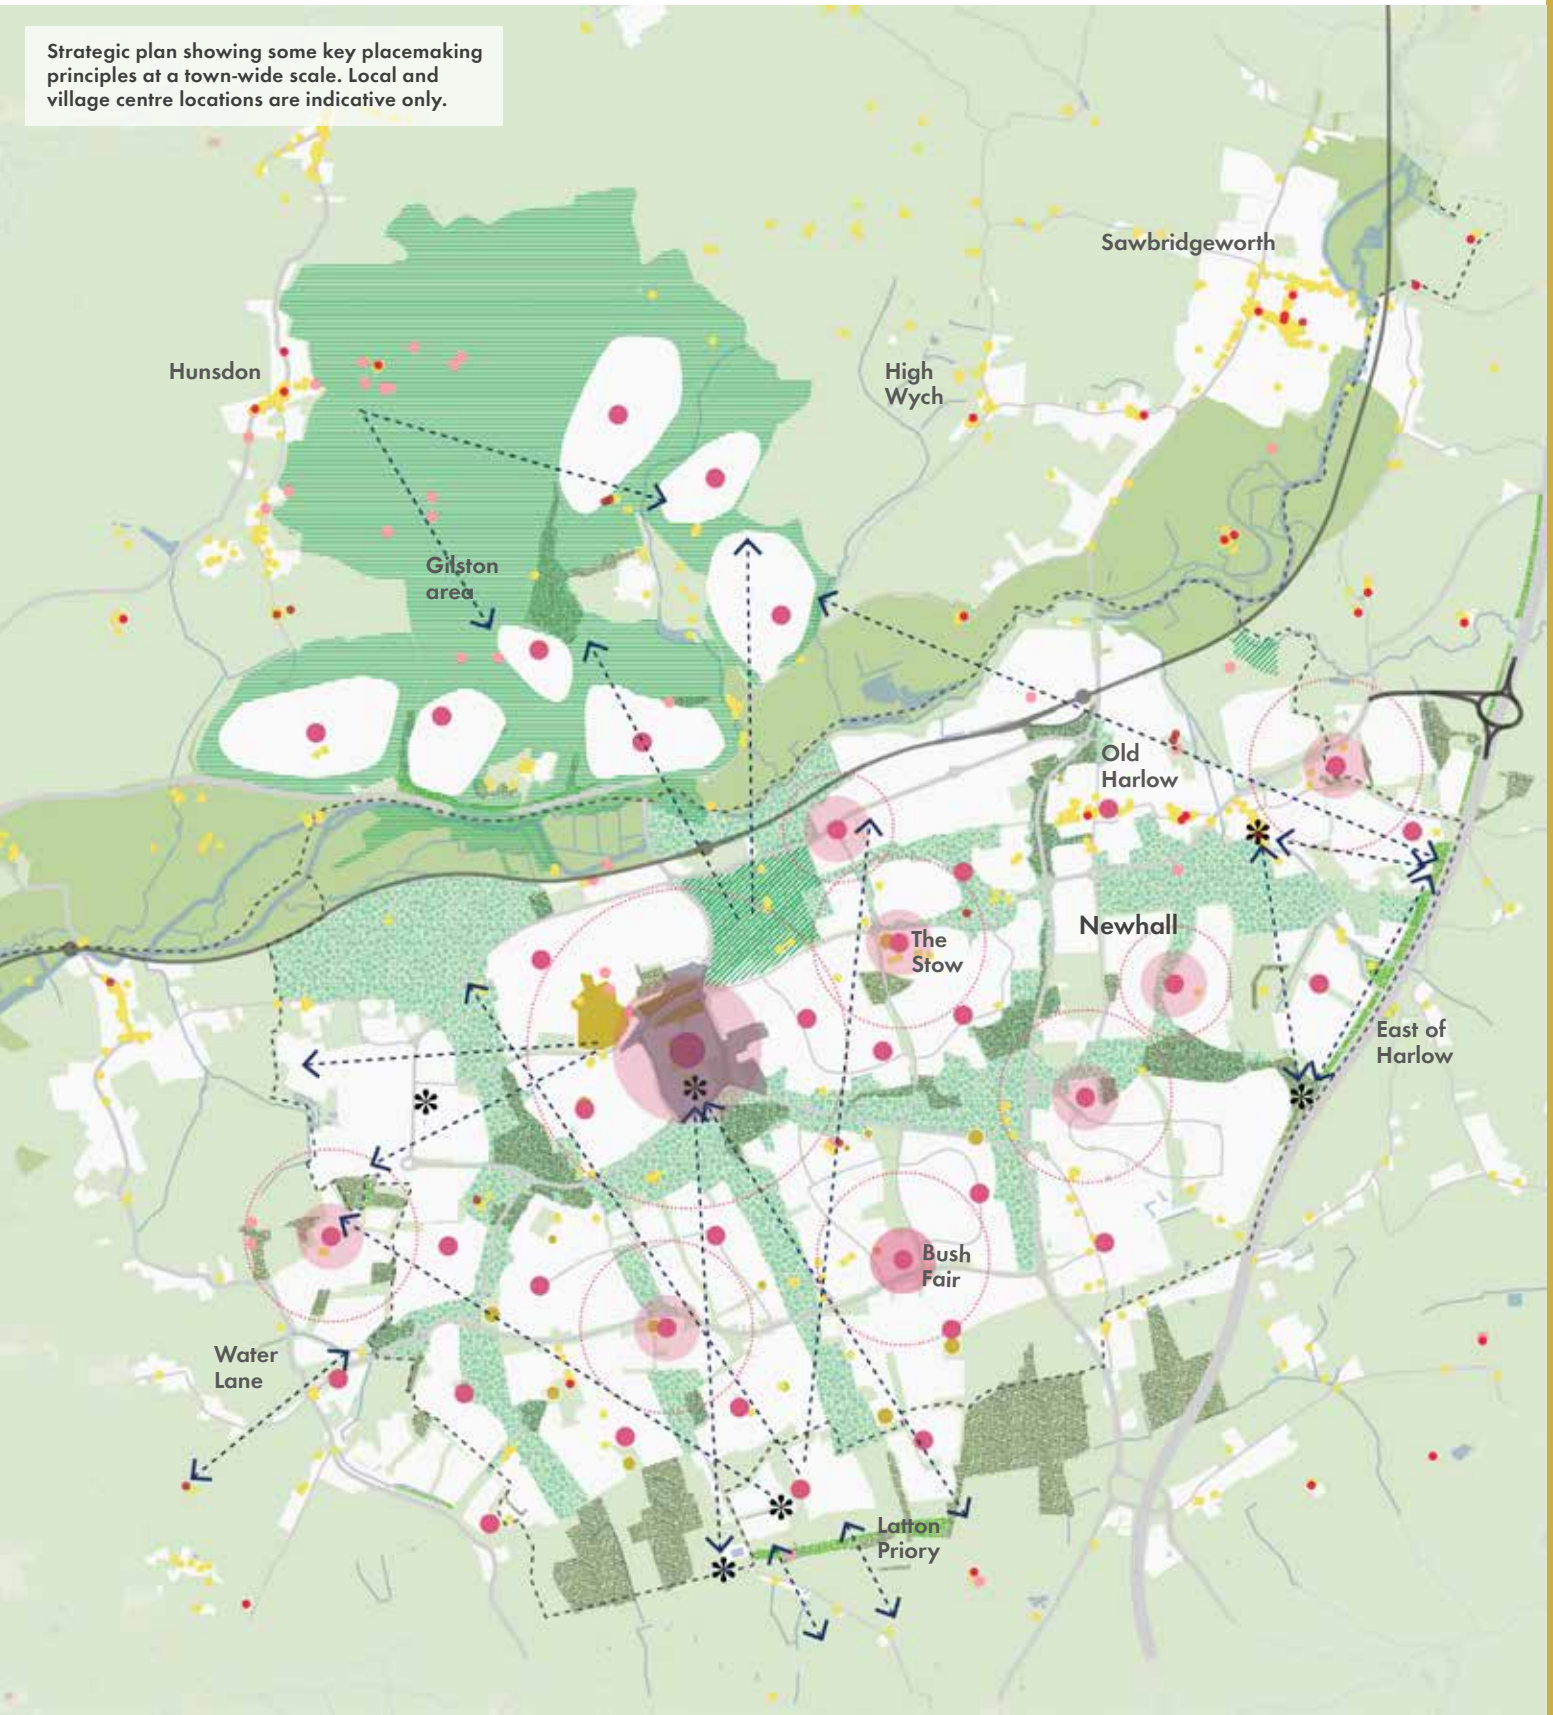 Strategic plan showing some key placemaking
principles at a town-wide scale. Local and
village centre locations are indicative only.
Sawbridgeworth
Hunsdon
High
Wych
Gilston
area
Old
Harlow
Newhall
The
Stow
East of
Harlow
Bush
Fair
Water
Lane
Latton
Priory